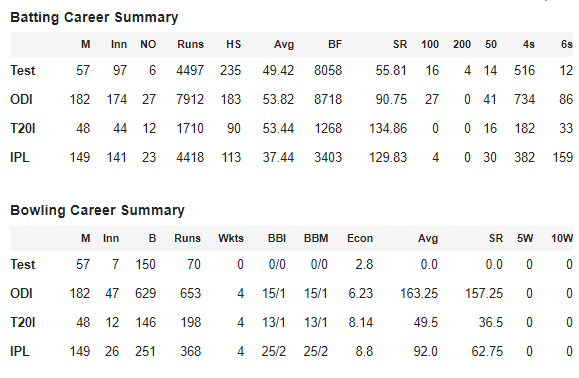 Batting Career Summary
M Inn NO Runs HS Avg BF SR 100 200 50 4s 6s
Test 57 97 6 4497 235 49.42 8058 55.81 16 4 14 516 12
ODI 182 174 27 7912 183 53.82 8718 90.75 27 0 41 734 86
T20I 48 44 12 1710 90 53.44 1268 134.86 0 0 16 182 33
IPL 149 141 23 4418 113 37.44 3403 129.83 4 0 30 382 159
Bowling Career Summary
M Inn B Runs Wkts BBI BBM Econ Avg SR 5W 10W
Test 57 7 150 70 0 0/0 0/0 2.8 0.0 0.0 0 0
ODI 182 47 629 653 4 15/1 15/1 6.23 163.25 157.25 0 0
T20I 48 12 146 198 4 13/1 13/1 8.14 49.5 36.5 0 0
IPL 149 26 251 368 4 25/2 25/2 8.8 92.0 62.75 0 0